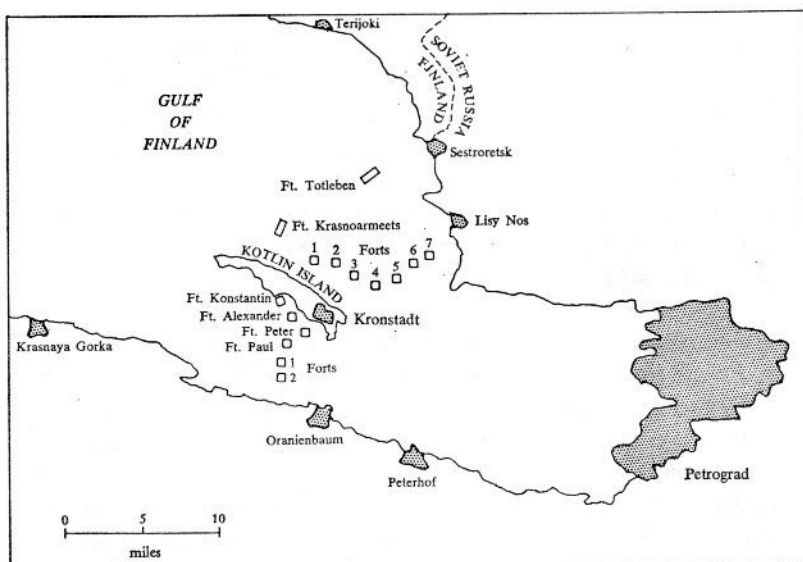 Terijoki
SOVIET RUSSIA
FINLAND
GULF
OF
FINLAND
Sestroretsk
Ft. Totleben
Lisy Nos
Ft. Krasnoarmeets
1 2 Forts 6 7
3 4 5
KOTLIN ISLAND
Ft. Konstantin
Ft. Alexander
Kronstadt
Ft. Peter
Ft. Paul
Krasnaya Gorka
1 Forts
2
Oranienbaum
Peterhof
Petrograd
0 5 10
miles